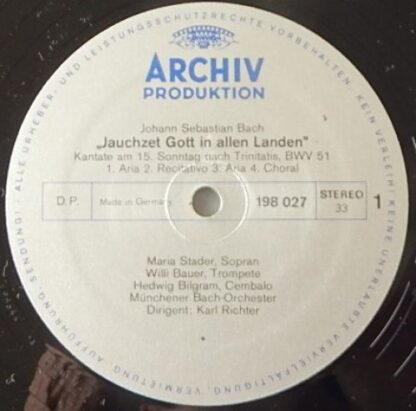 ALLE URHEBER- UND LEISTUNGSSCHUTZRECHTE VORBEHALTEN. KEIN VERLEIH! KEINE UNERLAUBTE VERVIELFÄLTIGUNG, VERMIETUNG, AUFFÜHRUNG, SENDUNG!
ARCHIV
PRODUKTION
Johann Sebastian Bach
„Jauchzet Gott in allen Landen"
Kantate am 15. Sonntag nach Trinitatis, BWV 51
1. Aria 2. Recitativo 3. Aria 4. Choral
D.P. Made in Germany 198 027 STEREO 33 1
Maria Stader, Sopran
Willi Bauer, Trompete
Hedwig Bilgram, Cembalo
Münchener Bach-Orchester
Dirigent: Karl Richter